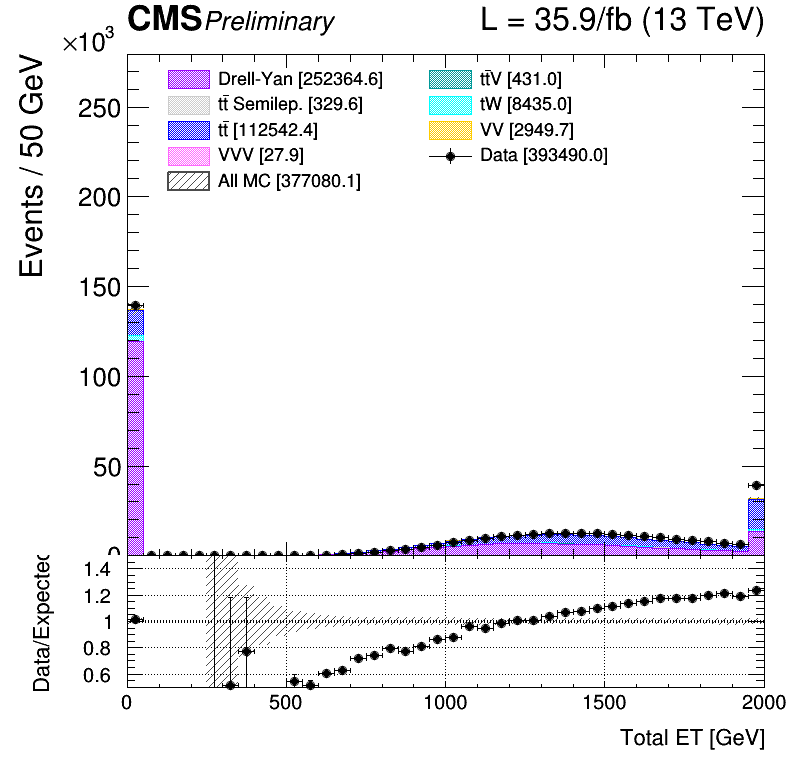 CMS Preliminary L = 35.9/fb (13 TeV)
×10³
Events / 50 GeV
250
200
150
100
50
0
Drell-Yan [252364.6]
tt̄ Semilep. [329.6]
tt̄ [112542.4]
VVV [27.9]
All MC [377080.1]
tt̄V [431.0]
tW [8435.0]
VV [2949.7]
Data [393490.0]
Data/Expected
1.4
1.2
1
0.8
0.6
0 500 1000 1500 2000
Total ET [GeV]